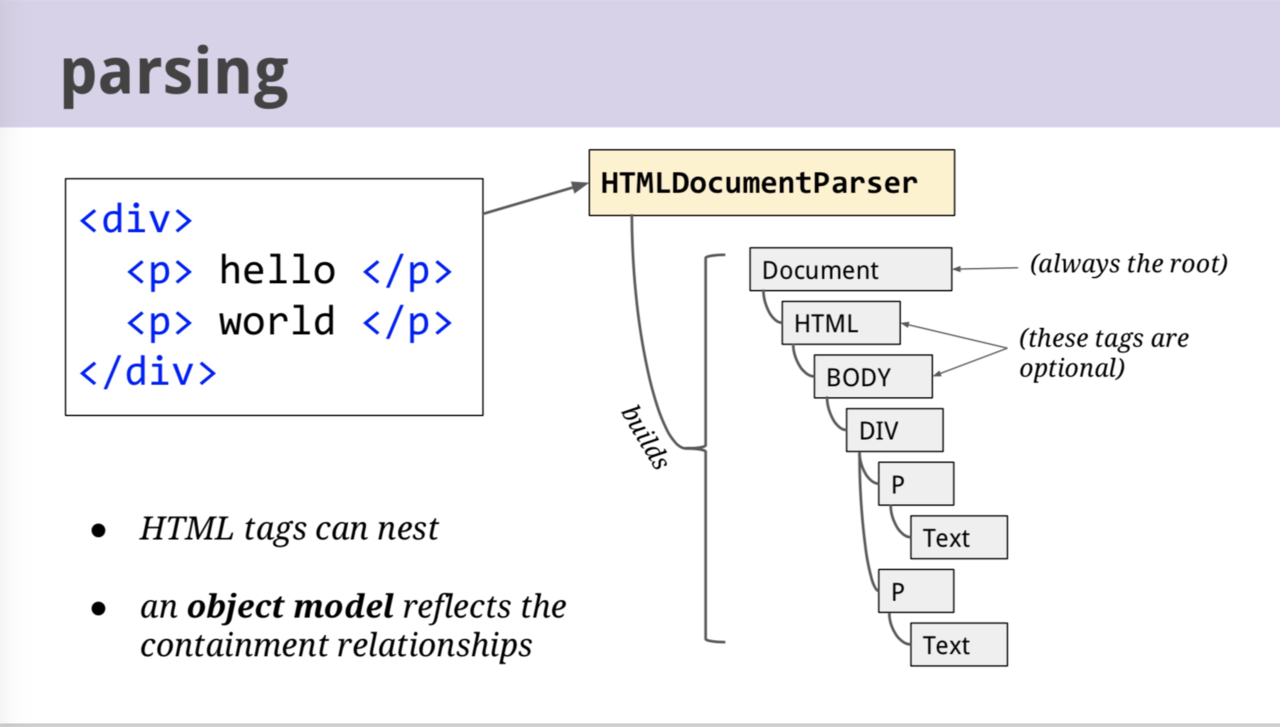 parsing
<div>
<p> hello </p>
<p> world </p>
</div>
HTMLDocumentParser
builds
Document
(always the root)
HTML
(these tags are
optional)
BODY
DIV
P
Text
P
Text
● HTML tags can nest
● an object model reflects the
containment relationships